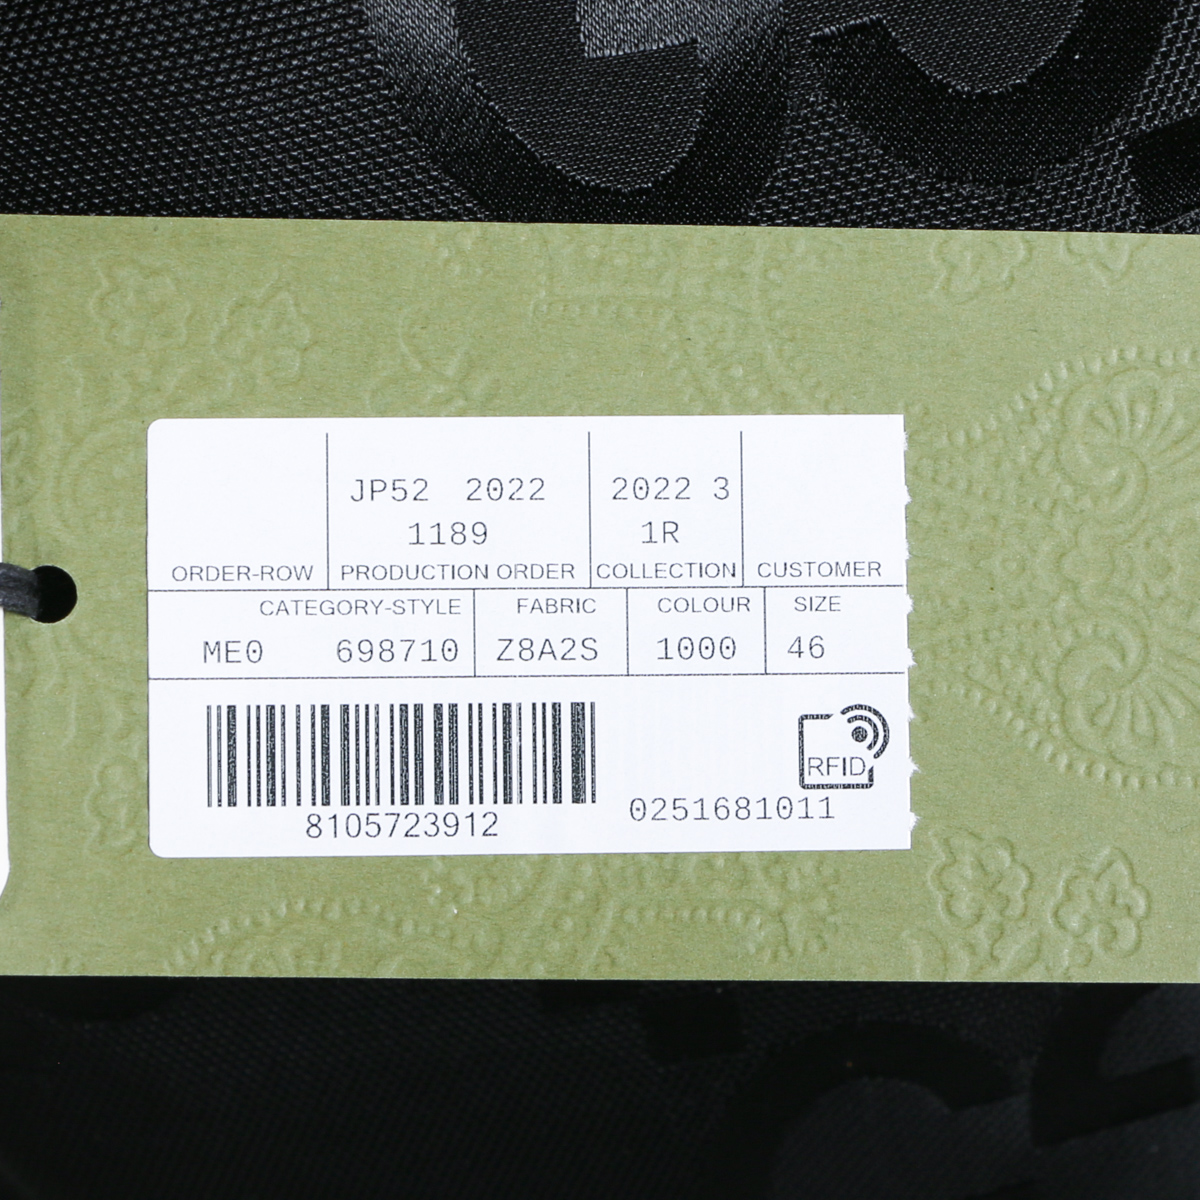 JP52 2022 2022 3
1189 1R
ORDER-ROW PRODUCTION ORDER COLLECTION CUSTOMER
CATEGORY-STYLE FABRIC COLOUR SIZE
ME0 698710 Z8A2S 1000 46
RFID
8105723912 0251681011